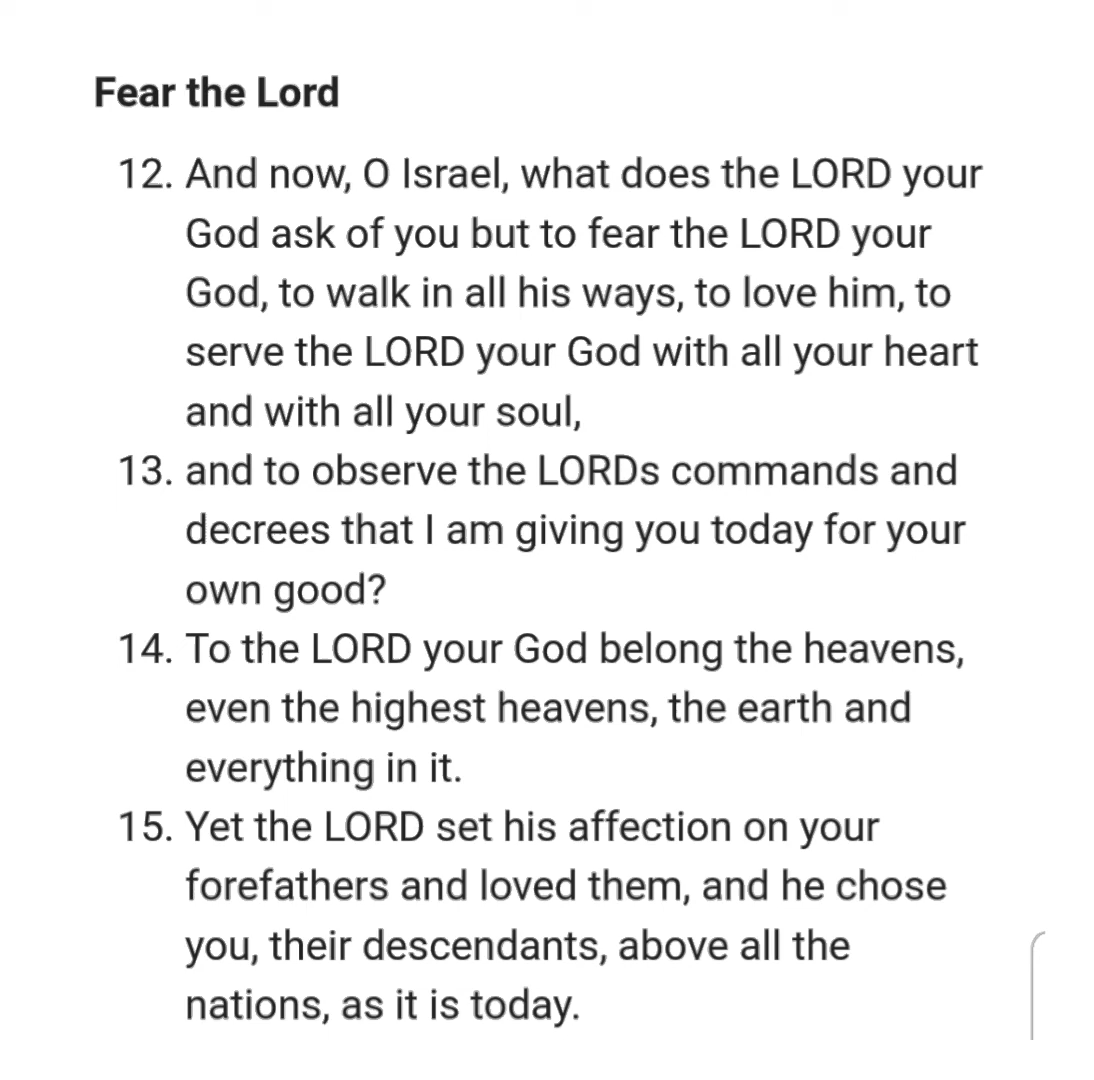 Fear the Lord
12. And now, O Israel, what does the LORD your
God ask of you but to fear the LORD your
God, to walk in all his ways, to love him, to
serve the LORD your God with all your heart
and with all your soul,
13. and to observe the LORDs commands and
decrees that I am giving you today for your
own good?
14. To the LORD your God belong the heavens,
even the highest heavens, the earth and
everything in it.
15. Yet the LORD set his affection on your
forefathers and loved them, and he chose
you, their descendants, above all the
nations, as it is today.